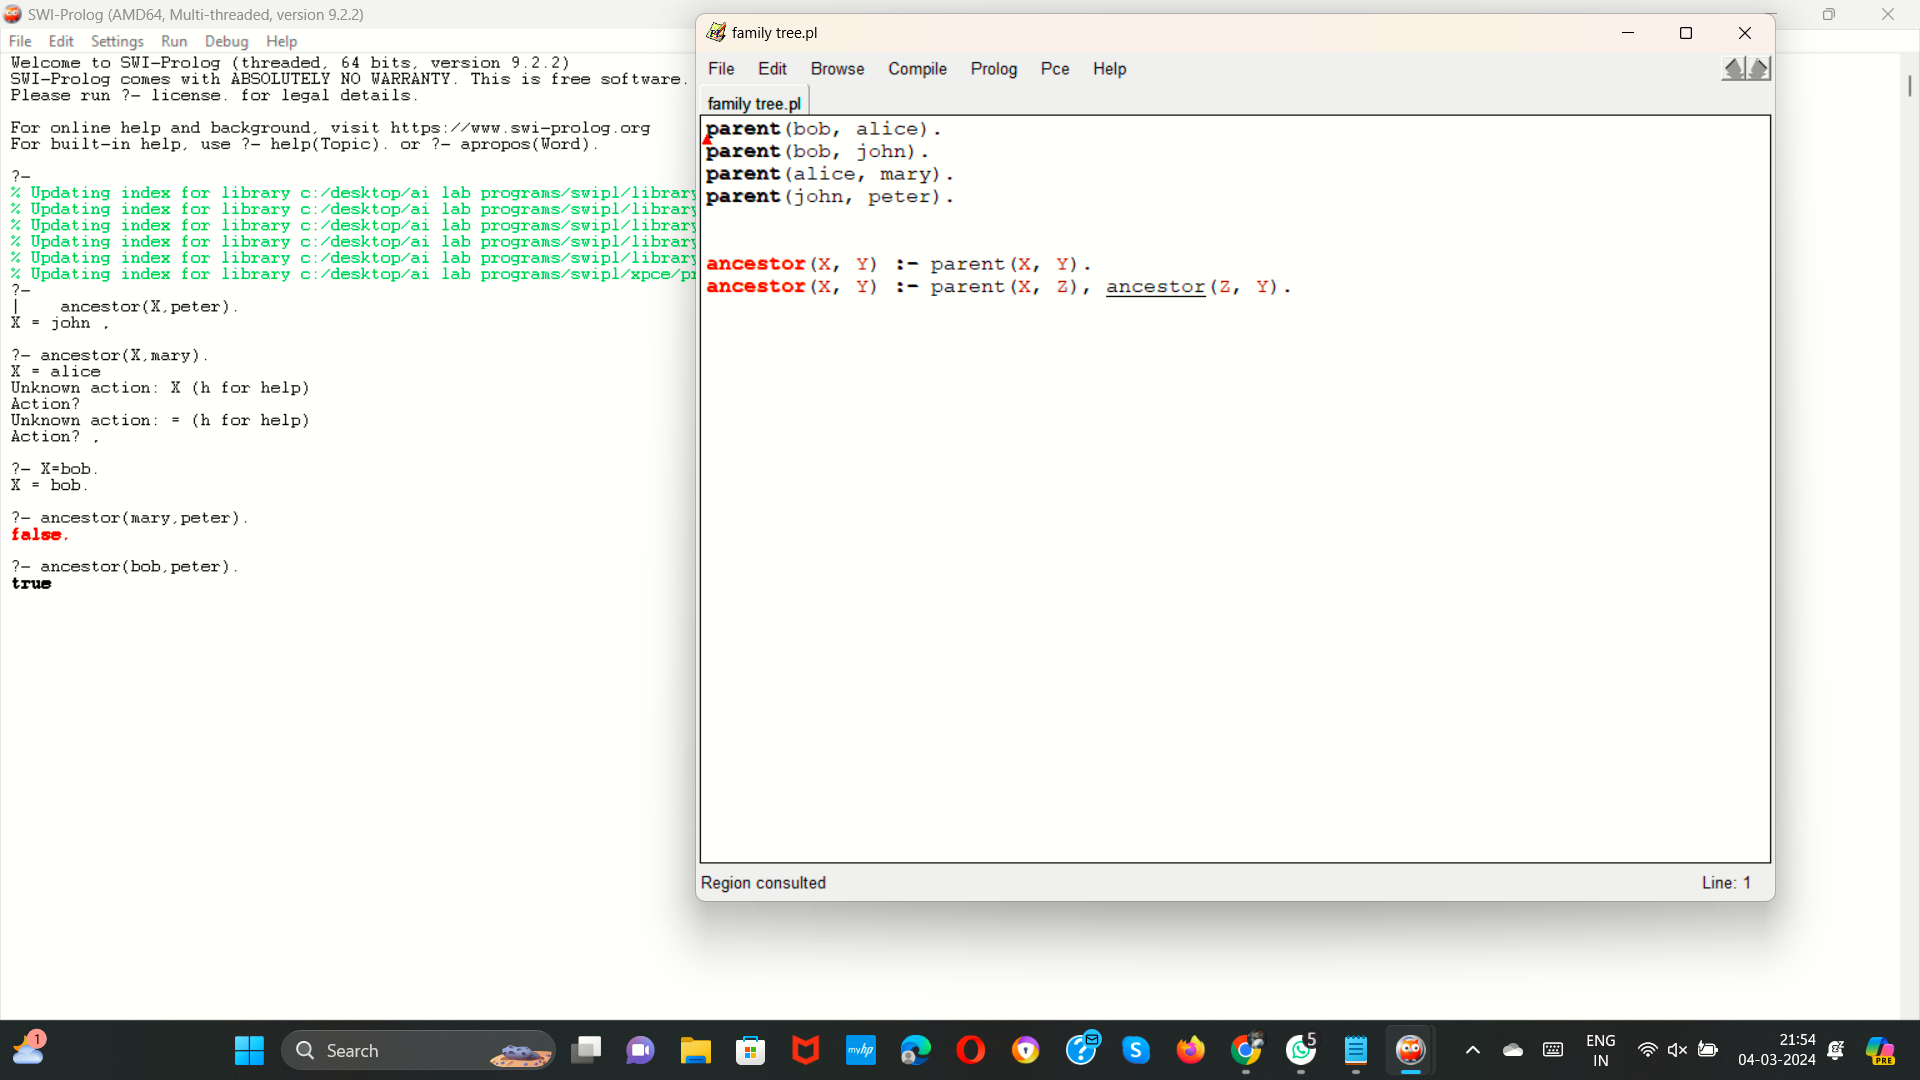 SWI-Prolog (AMD64, Multi-threaded, version 9.2.2)
File Edit Settings Run Debug Help
Welcome to SWI-Prolog (threaded, 64 bits, version 9.2.2)
SWI-Prolog comes with ABSOLUTELY NO WARRANTY. This is free software.
Please run ?- license. for legal details.
For online help and background, visit https://www.swi-prolog.org
For built-in help, use ?- help(Topic). or ?- apropos(Word).
?-
% Updating index for library c:/desktop/ai lab programs/swipl/library
% Updating index for library c:/desktop/ai lab programs/swipl/library
% Updating index for library c:/desktop/ai lab programs/swipl/library
% Updating index for library c:/desktop/ai lab programs/swipl/library
% Updating index for library c:/desktop/ai lab programs/swipl/library
% Updating index for library c:/desktop/ai lab programs/swipl/xpce/pr
?-
|    ancestor(X,peter).
X = john ,
?- ancestor(X,mary).
X = alice
Unknown action: X (h for help)
Action?
Unknown action: = (h for help)
Action? ,
?- X=bob.
X = bob.
?- ancestor(mary,peter).
false.
?- ancestor(bob,peter).
true
family tree.pl
File Edit Browse Compile Prolog Pce Help
family tree.pl
parent(bob, alice).
parent(bob, john).
parent(alice, mary).
parent(john, peter).
ancestor(X, Y) :- parent(X, Y).
ancestor(X, Y) :- parent(X, Z), ancestor(Z, Y).
Region consulted
Line: 1
1
Search
myhp
S
5
ENG
IN
21:54
04-03-2024
PRE